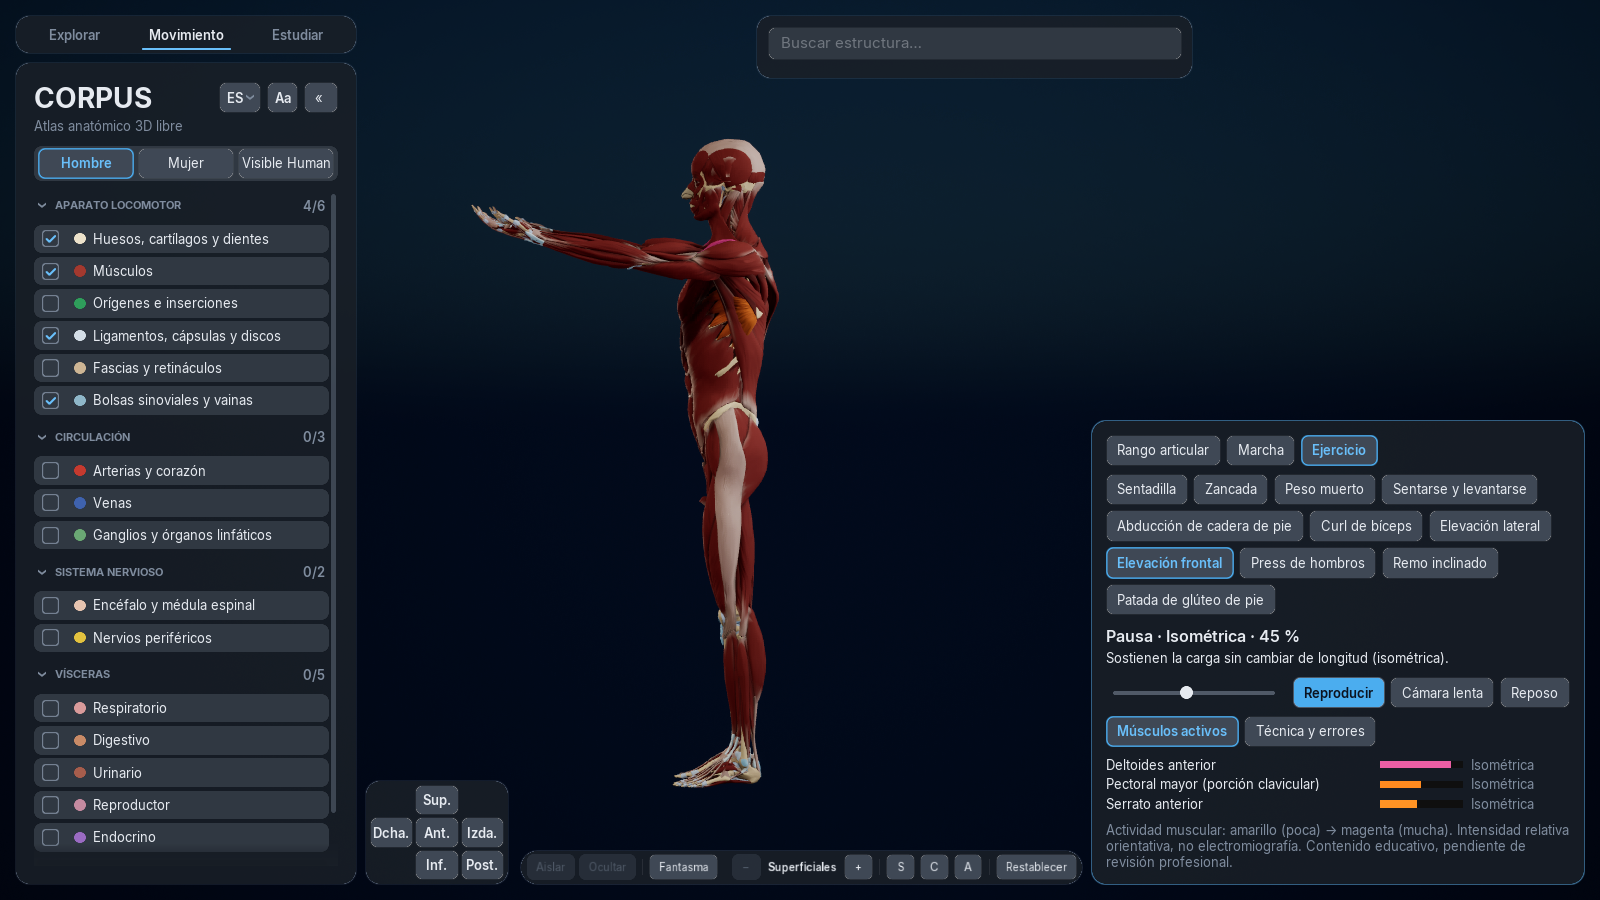 Explorar Movimiento Estudiar
Buscar estructura...
CORPUS ES Aa «
Atlas anatómico 3D libre
Hombre Mujer Visible Human
APARATO LOCOMOTOR 4/6
Huesos, cartílagos y dientes
Músculos
Orígenes e inserciones
Ligamentos, cápsulas y discos
Fascias y retináculos
Bolsas sinoviales y vainas
CIRCULACIÓN 0/3
Arterias y corazón
Venas
Ganglios y órganos linfáticos
SISTEMA NERVIOSO 0/2
Encéfalo y médula espinal
Nervios periféricos
VÍSCERAS 0/5
Respiratorio
Digestivo
Urinario
Reproductor
Endocrino
Sup.
Dcha. Ant. Izda.
Inf. Post.
Aislar Ocultar Fantasma − Superficiales + S C A Restablecer
Rango articular Marcha Ejercicio
Sentadilla Zancada Peso muerto Sentarse y levantarse
Abducción de cadera de pie Curl de bíceps Elevación lateral
Elevación frontal Press de hombros Remo inclinado
Patada de glúteo de pie
Pausa · Isométrica · 45 %
Sostienen la carga sin cambiar de longitud (isométrica).
Reproducir Cámara lenta Reposo
Músculos activos Técnica y errores
Deltoides anterior Isométrica
Pectoral mayor (porción clavicular) Isométrica
Serrato anterior Isométrica
Actividad muscular: amarillo (poca) → magenta (mucha). Intensidad relativa
orientativa, no electromiografía. Contenido educativo, pendiente de
revisión profesional.